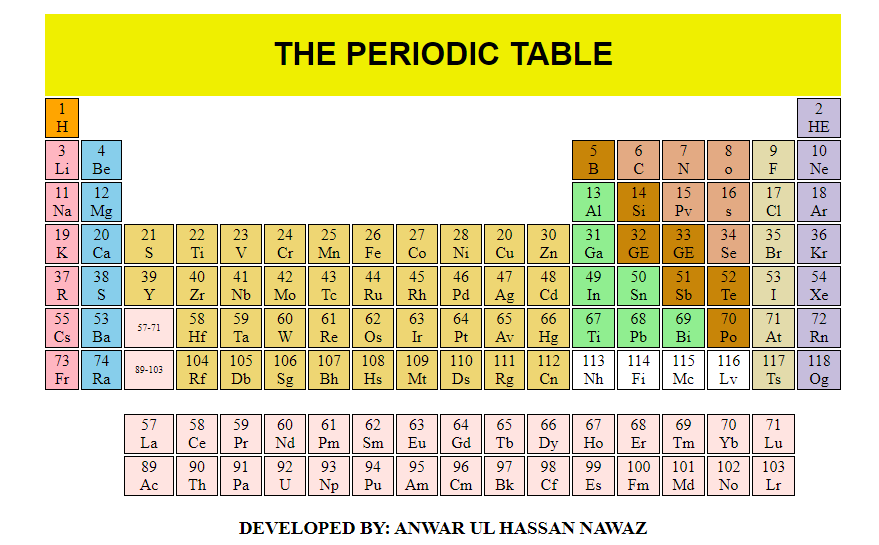 THE PERIODIC TABLE
1 2
H HE
3 4 5 6 7 8 9 10
Li Be B C N o F Ne
11 12 13 14 15 16 17 18
Na Mg Al Si Pv s Cl Ar
19 20 21 22 23 24 25 26 27 28 20 30 31 32 33 34 35 36
K Ca S Ti V Cr Mn Fe Co Ni Cu Zn Ga GE GE Se Br Kr
37 38 39 40 41 42 43 44 45 46 47 48 49 50 51 52 53 54
R S Y Zr Nb Mo Tc Ru Rh Pd Ag Cd In Sn Sb Te I Xe
55 53 57-71 58 59 60 61 62 63 64 65 66 67 68 69 70 71 72
Cs Ba Hf Ta W Re Os Ir Pt Av Hg Ti Pb Bi Po At Rn
73 74 89-103 104 105 106 107 108 109 110 111 112 113 114 115 116 117 118
Fr Ra Rf Db Sg Bh Hs Mt Ds Rg Cn Nh Fi Mc Lv Ts Og
57 58 59 60 61 62 63 64 65 66 67 68 69 70 71
La Ce Pr Nd Pm Sm Eu Gd Tb Dy Ho Er Tm Yb Lu
89 90 91 92 93 94 95 96 97 98 99 100 101 102 103
Ac Th Pa U Np Pu Am Cm Bk Cf Es Fm Md No Lr
DEVELOPED BY: ANWAR UL HASSAN NAWAZ